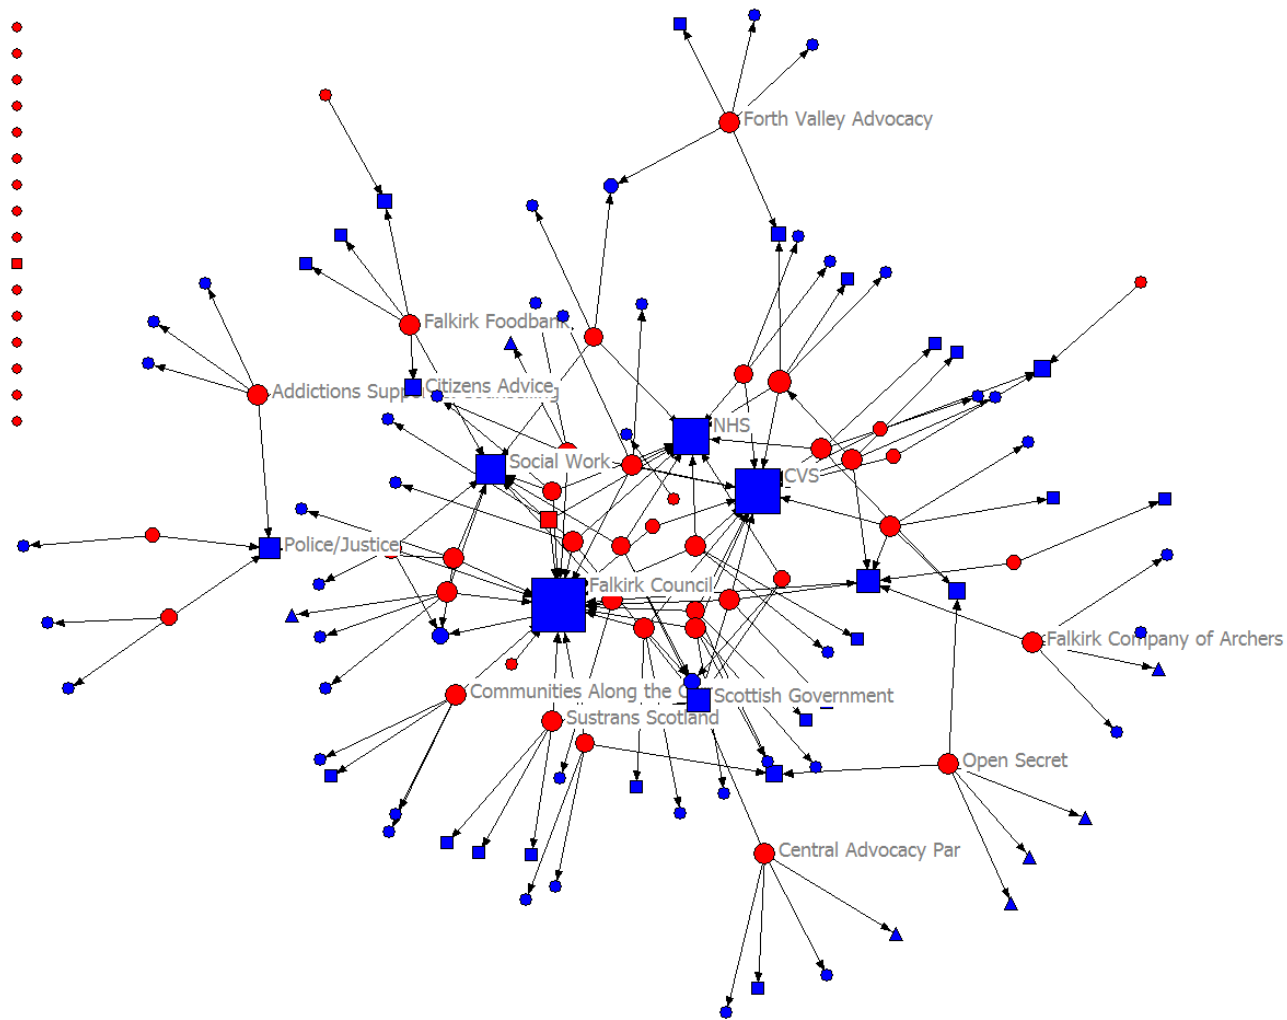 Forth Valley Advocacy
Falkirk Foodbank
Addictions Supp
Citizens Advice
NHS
Social Work
CVS
Police/Justice
Falkirk Council
Falkirk Company of Archers
Communities Along the
Scottish Government
Sustrans Scotland
Open Secret
Central Advocacy Par